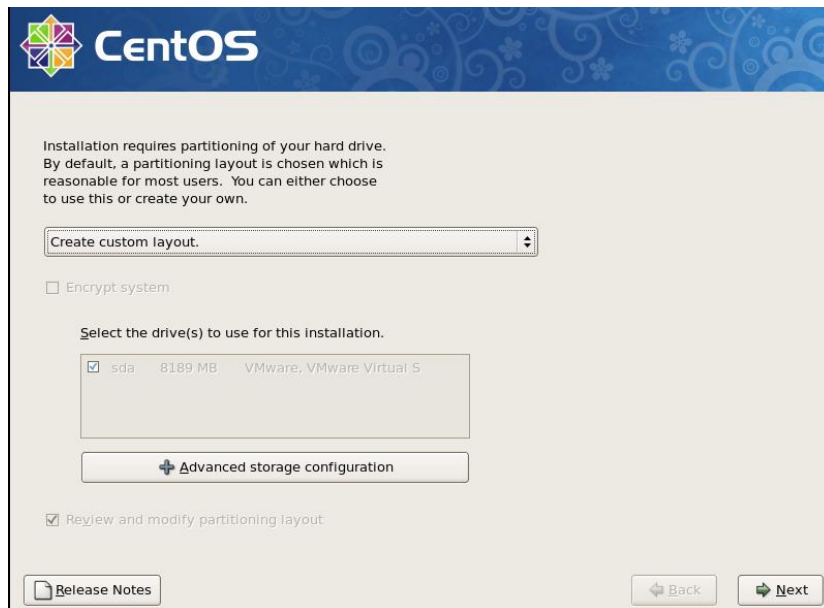 CentOS
Installation requires partitioning of your hard drive.
By default, a partitioning layout is chosen which is
reasonable for most users.  You can either choose
to use this or create your own.
Create custom layout.
Encrypt system
Select the drive(s) to use for this installation.
sda 8189 MB VMware, VMware Virtual S
Advanced storage configuration
Review and modify partitioning layout
Release Notes Back Next